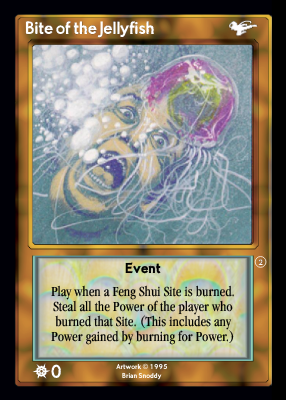 Bite of the Jellyfish
2
Event
Play when a Feng Shui Site is burned.
Steal all the Power of the player who
burned that Site. (This includes any
Power gained by burning for Power.)
0
Artwork © 1995
Brian Snoddy